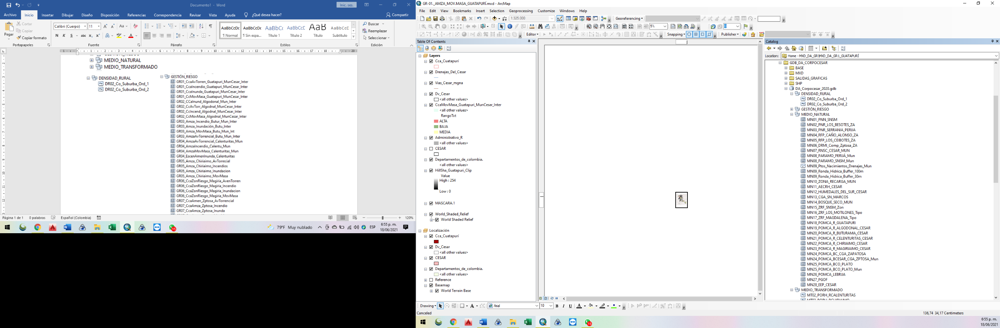 Documento1 - Word
Inic. ses.
Archivo Inicio Insertar Dibujar Diseño Disposición Referencias Correspondencia Revisar Vista Ayuda ¿Qué desea hacer? Compartir
Pegar
Cortar
Copiar
Copiar formato
Portapapeles
Calibri (Cuerpo) 11
N K S abc x₂ x²
Fuente
Párrafo
AaBbCcDc AaBbCcDc AaBbC AaBbCcC AaB AaBbCcC
¶ Normal ¶ Sin espa... Título 1 Título 2 Título Subtítulo
Estilos
Buscar
Reemplazar
Seleccionar
Edición
MEDIO_NATURAL
MEDIO_TRANSFORMADO
DENSIDAD_RURAL
DR02_Co_Suburba_Ord_1
DR02_Co_Suburba_Ord_2
GESTIÓN_RIESGO
GR01_CcaAvTorren_Guatapuri_MunCesar_Inter
GR01_CcaIncendio_Guatapuri_MunCesar_Inter
GR01_CcaInunda_Guatapuri_MunCesar_Inter
GR01_CcMovMasa_Guatapuri_MunCesar_Inter
GR02_CCaInund_Algodonal_Mun_Inter
GR02_CcAvTorr_Algodnal_MunCesar_Inter
GR02_CcIncend_Algodnal_MunCesar_Inter
GR02_CcMovMasa_Algodnal_MunCesar_Inter
GR03_Amza_Incendio_Butur_Mun_Inter
GR03_Amza_Inundación_Butu_Inter
GR03_Amza_MovMasa_Butu_Mun_Int
GR03_AmzaAvTorrencial_Butu_Mun_Inter
GR04_AmzaAvTorrencial_Calenturitas_Mun
GR04_AmzaIncendio_Calentu_Mun
GR04_AmzaMovMasa_Calenturitas_Mun
GR04_EscenAmenInunda_Calenturitas
GR05_Amza_Chiriaimo_AvTorrecial
GR05_Amza_Chiriaimo_Incendios
GR05_Amza_Chiriaimo_Inundacion
GR05_Amza_Chiriaimo_MovMasa
GR06_CcaZonRiesgo_Magiria_AvenTorren
GR06_CcaZonRiesgo_Magiria_Incendio
GR06_CcaZonRiesgo_Magiria_Inundacion
GR06_CcaZonRiesgo_Magiria_MovMasa
GR07_CcaAmen_Zptosa_AvTorrencial
GR07_CcaAmza_Zptosa_Incendio
GR07_CcaAmza_Zptosa_Inunda
Página 1 de 1 0 palabras Español (Colombia) 120%
79°F Muy nublado ESP 6:55 p. m.
18/06/2021
GR-01._AMZA_MOV.MASA_GUATAPURÍ.mxd - ArcMap
File Edit View Bookmarks Insert Selection Geoprocessing Customize Windows Help
1:325.000 Georeferencing
5%
Editor Snapping Publisher
Table Of Contents
Layers
Cca_Cuatapurí
Drenajes_Del_Cesar
Vias_Cesar_mgna
Dv_Cesar
<all other values>
CcaMovMasa_Guatapuri_MunCesar_Inter
<all other values>
RangoTxt
ALTA
BAJA
MEDIA
Administrativo_R
<all other values>
CESAR
Departamentos_de_colombia.
<all other values>
HillSha_Guatapuri_Clip
Value
High : 254
Low : 0
MASCARA.1
World_Shaded_Relief
World Shaded Relief
Localización
Cca_Cuatapurí
Dv_Cesar
<all other values>
CESAR
Departamentos_de_colombia.
<all other values>
Reference
Basemap
World Terrain Base
Catalog
Location: Home - MXD_DA_GR\MXD_DA_GR1_GUATAPURÍ
GDB_DA_CORPOCESAR
BASE
MXD
SALIDAS_GRAFICAS
SHP
DA_Corpocesar_2020.gdb
DENSIDAD_RURAL
DR02_Co_Suburba_Ord_1
DR02_Co_Suburba_Ord_2
GESTIÓN_RIESGO
MEDIO_NATURAL
MN01_PNN_SNSM
MN02_PNR_LOS_BESOTES_ZA
MN03_PNR_SERRANIA_PERIJA
MN04_RFP_CAÑO_ALONSO_ZA
MN05_RFP_LOS_CEIBOTES_ZA
MN06_DRMI_Comp_Zptosa_ZA
MN07_RNSC_CESAR_MUN
MN08_PARAMO_PERIJÁ_Mun
MN08_PARAMO_SNSM_Mun
MN09_Ptos_Nacimientos_Drenajes_Mun
MN09_Ronda_Hidrica_Buffer_100m
MN09_Ronda_Hidrica_Buffer_30m
MN10_ZONA_RECARGA_MUN
MN11_AECRH_CESAR
MN12_HUMEDALES_DEL_SUR_CESAR
MN13_CGA_SN_MARCOS
MN14_BOSQUE_SECO_MUN
MN15_ZRF_SNSM_Zon
MN16_ZRF_LOS_MOTILONES_Tipo
MN17_ZRF_MAGDALENA_Tipo
MN18_POMCA_R_GUATAPURI
MN19_POMCA_R_ALGODONAL_CESAR
MN20_POMCA_R_BUTURAMA_CESAR
MN21_POMCA_R_CELENTURITAS_CESAR
MN22_POMCA_R_CHIRIAIMO_CESAR
MN23_POMCA_R_MAGIRIAIMO_CESAR
MN24_POMCA_BC_CGA_ZAPATOSA
MN24_POMCA_BCESAR_CGA_ZPTOSA_Mun
MN25_POMCA_BCO_PLATO
MN25_POMCA_BCO_PLATO_Mun
MN26_POMCA_LEBRIJA
MN27_PGOF
MN28_EEP_CESAR
MEDIO_TRANSFORMADO
MT02_PORH_RCALENTURITAS
Drawing Arial 10 B I U
Canceled
136,74 34,17 Centimeters
6:55 p. m.
18/06/2021